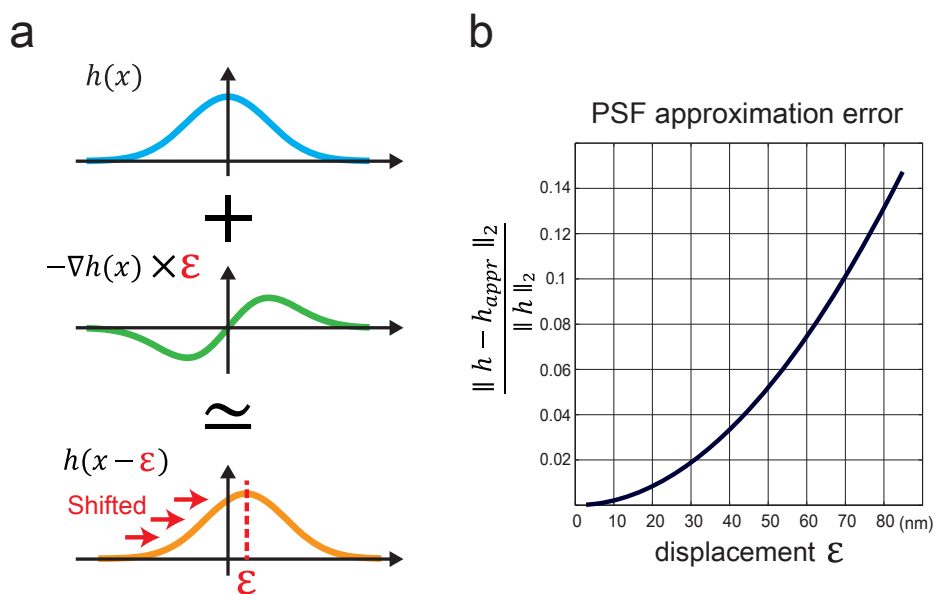 a
h(x)
+
−∇h(x) × ε
≃
h(x − ε)
Shifted
ε
b
PSF approximation error
‖ h − h_appr ‖₂
‖ h ‖₂
0.14
0.12
0.1
0.08
0.06
0.04
0.02
0 10 20 30 40 50 60 70 80 (nm)
displacement ε